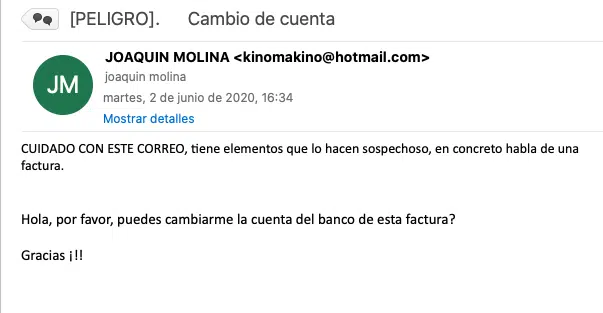 [PELIGRO]. Cambio de cuenta
JM
JOAQUIN MOLINA <kinomakino@hotmail.com>
joaquin molina
martes, 2 de junio de 2020, 16:34
Mostrar detalles
CUIDADO CON ESTE CORREO, tiene elementos que lo hacen sospechoso, en concreto habla de una
factura.
Hola, por favor, puedes cambiarme la cuenta del banco de esta factura?
Gracias ¡!!